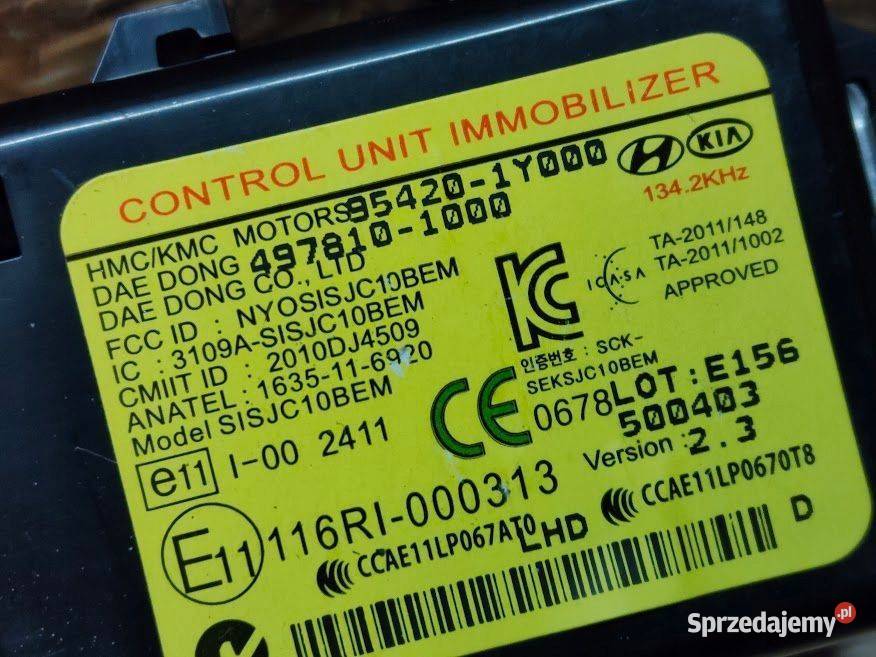 CONTROL UNIT IMMOBILIZER
HMC/KMC MOTORS 95420-1Y000
KIA
134.2KHz
DAE DONG 497810-1000
DAE DONG CO., LTD
FCC ID : NYOSISJC10BEM
IC : 3109A-SISJC10BEM
CMIIT ID : 2010DJ4509
ANATEL : 1635-11-6920
Model SISJC10BEM
ICASA
TA-2011/148
TA-2011/1002
APPROVED
인증번호 : SCK-
SEKSJC10BEM
CE 0678
LOT : E156
500403
Version : 2.3
e11 I-00 2411
E11 116RI-000313
CCAE11LP067AT0
LHD
CCAE11LP0670T8
D
Sprzedajemy.pl